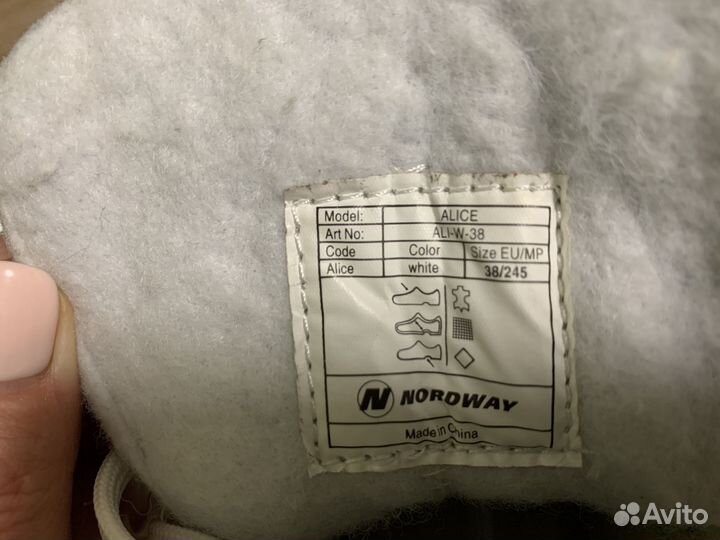 Model: ALICE
Art No: ALI-W-38
Code Color Size EU/MP
Alice white 38/245
N NORDWAY
Made in China
Avito